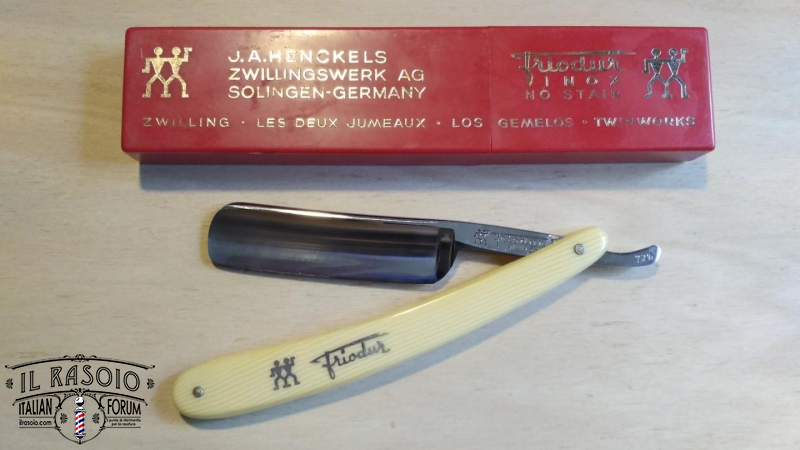 J.A.HENCKELS
ZWILLINGSWERK AG
SOLINGEN-GERMANY
Friodur
INOX
NO STAIN
ZWILLING · LES DEUX JUMEAUX · LOS GEMELOS · TWINWORKS
Friodur
IL RASOIO
ITALIAN FORUM
ilrasoio.com